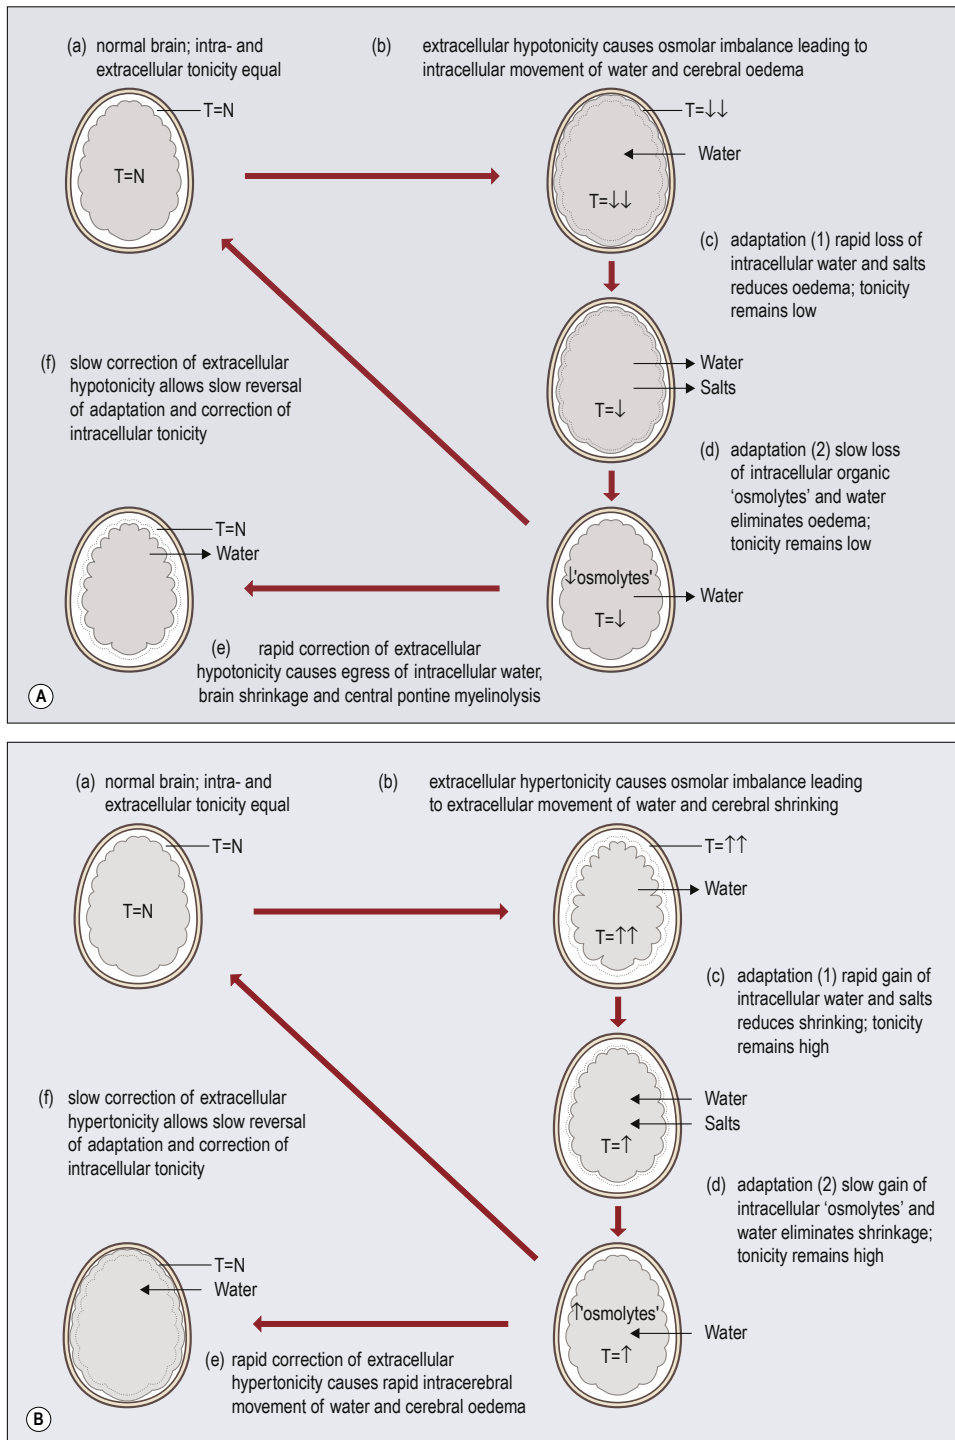 (a) normal brain; intra- and
extracellular tonicity equal
(b) extracellular hypotonicity causes osmolar imbalance leading to
intracellular movement of water and cerebral oedema
T=N
T=N
T=↓↓
Water
T=↓↓
(c) adaptation (1) rapid loss of
intracellular water and salts
reduces oedema; tonicity
remains low
Water
Salts
T=↓
(f) slow correction of extracellular
hypotonicity allows slow reversal
of adaptation and correction of
intracellular tonicity
(d) adaptation (2) slow loss
of intracellular organic
'osmolytes' and water
eliminates oedema;
tonicity remains low
T=N
Water
↓'osmolytes'
Water
T=↓
(e) rapid correction of extracellular
hypotonicity causes egress of intracellular water,
brain shrinkage and central pontine myelinolysis
A
(a) normal brain; intra- and
extracellular tonicity equal
(b) extracellular hypertonicity causes osmolar imbalance leading
to extracellular movement of water and cerebral shrinking
T=N
T=N
T=↑↑
Water
T=↑↑
(c) adaptation (1) rapid gain of
intracellular water and salts
reduces shrinking; tonicity
remains high
Water
Salts
T=↑
(f) slow correction of extracellular
hypertonicity allows slow reversal
of adaptation and correction of
intracellular tonicity
(d) adaptation (2) slow gain of
intracellular 'osmolytes' and
water eliminates shrinkage;
tonicity remains high
T=N
Water
↑'osmolytes'
Water
T=↑
(e) rapid correction of extracellular
hypertonicity causes rapid intracerebral
movement of water and cerebral oedema
B